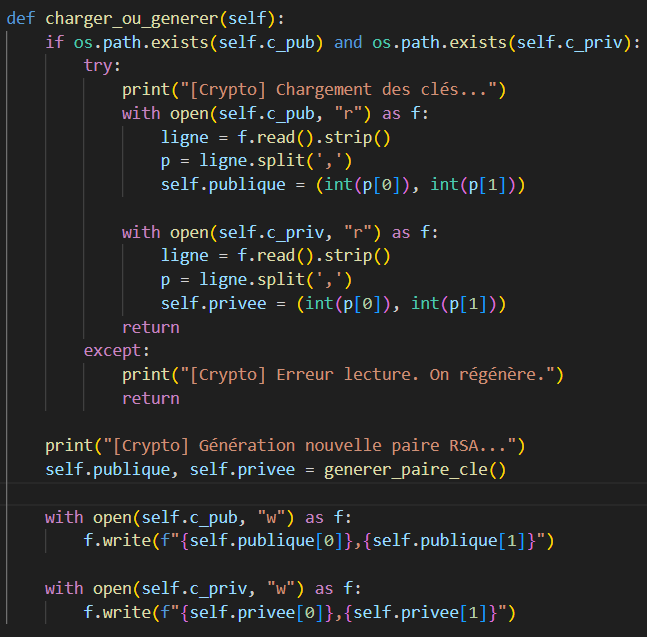 def charger_ou_generer(self):
    if os.path.exists(self.c_pub) and os.path.exists(self.c_priv):
        try:
            print("[Crypto] Chargement des clés...")
            with open(self.c_pub, "r") as f:
                ligne = f.read().strip()
                p = ligne.split(',')
                self.publique = (int(p[0]), int(p[1]))

            with open(self.c_priv, "r") as f:
                ligne = f.read().strip()
                p = ligne.split(',')
                self.privee = (int(p[0]), int(p[1]))
            return
        except:
            print("[Crypto] Erreur lecture. On régénère.")
            return

    print("[Crypto] Génération nouvelle paire RSA...")
    self.publique, self.privee = generer_paire_cle()

    with open(self.c_pub, "w") as f:
        f.write(f"{self.publique[0]},{self.publique[1]}")

    with open(self.c_priv, "w") as f:
        f.write(f"{self.privee[0]},{self.privee[1]}")